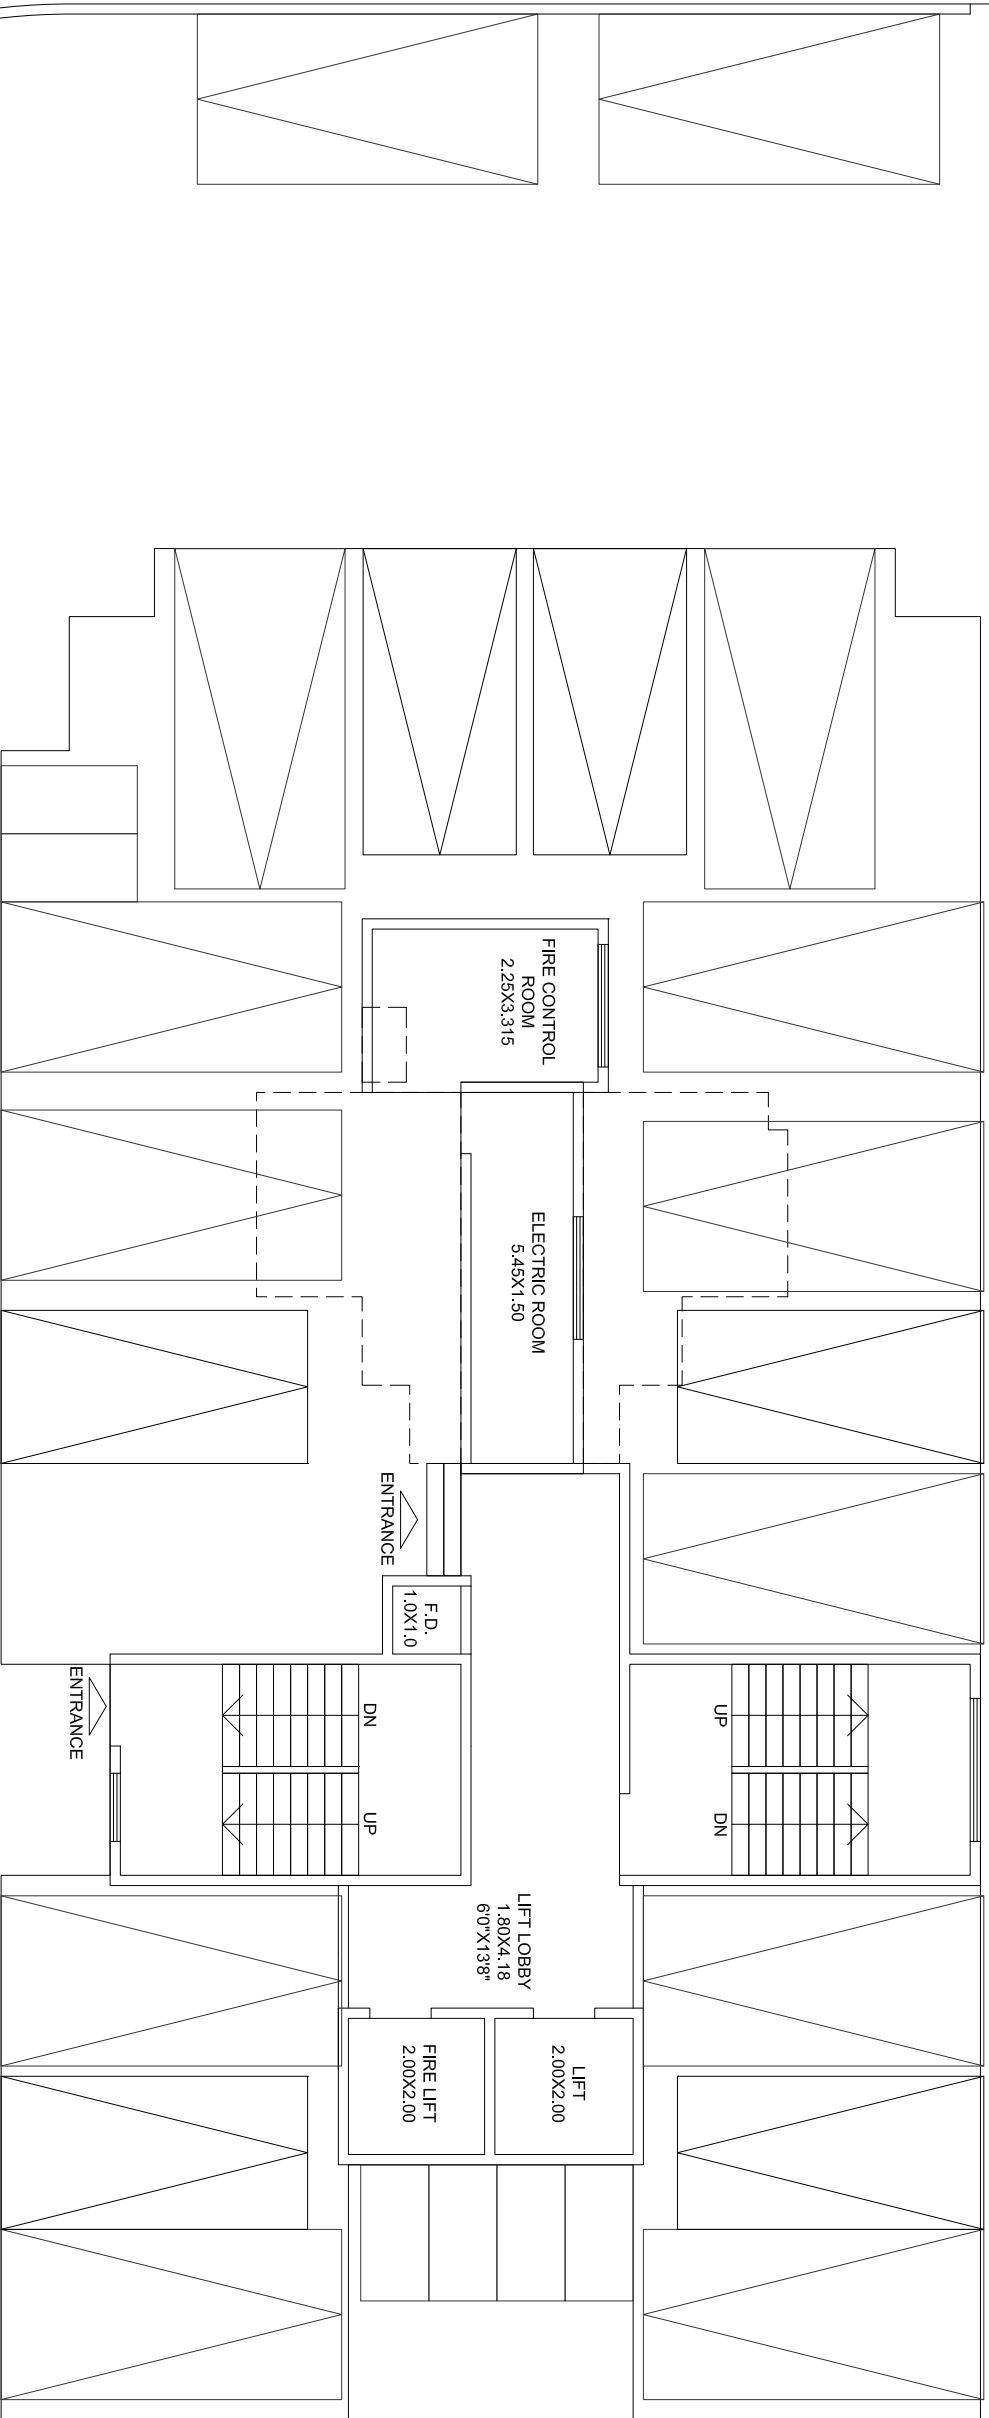 FIRE CONTROL
ROOM
2.25X3.315
ELECTRIC ROOM
5.45X1.50
ENTRANCE
F.D.
1.0X1.0
ENTRANCE
DN
UP
UP
DN
LIFT LOBBY
1.80X4.18
6'0"X13'8"
FIRE LIFT
2.00X2.00
LIFT
2.00X2.00